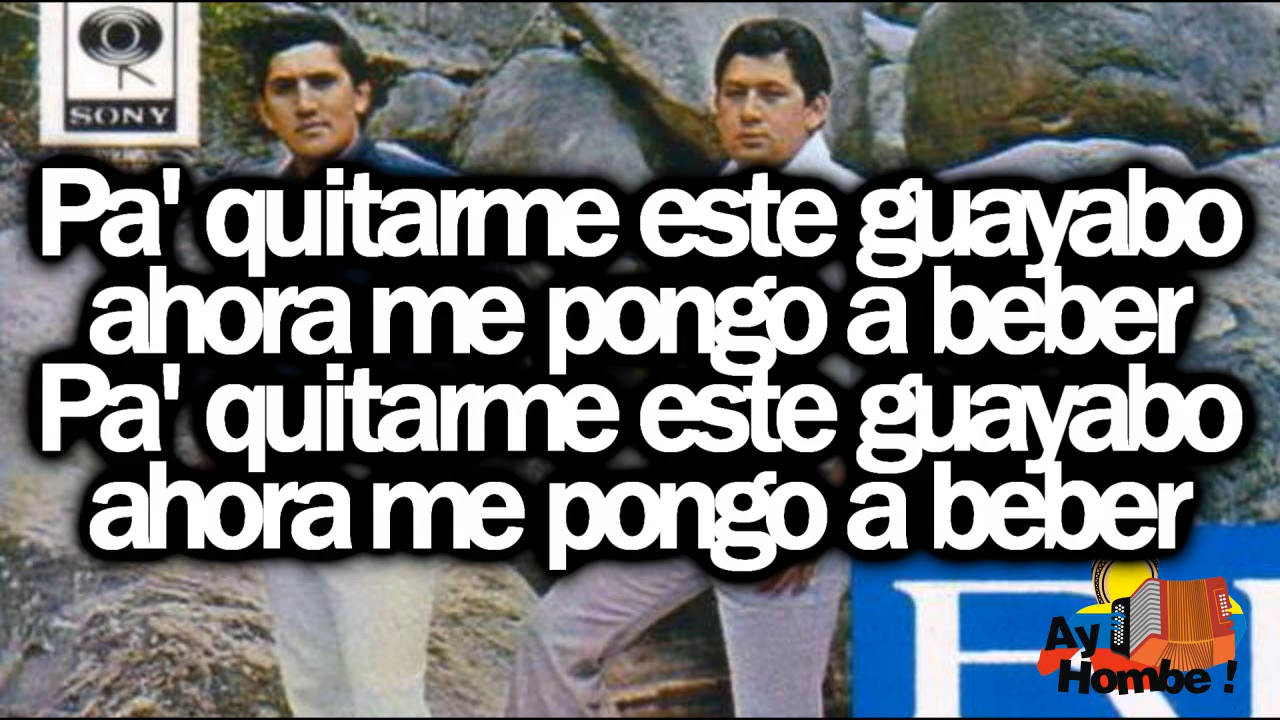 SONY
Pa' quitarme este guayabo
ahora me pongo a beber
Pa' quitarme este guayabo
ahora me pongo a beber
Ay
Hombe !